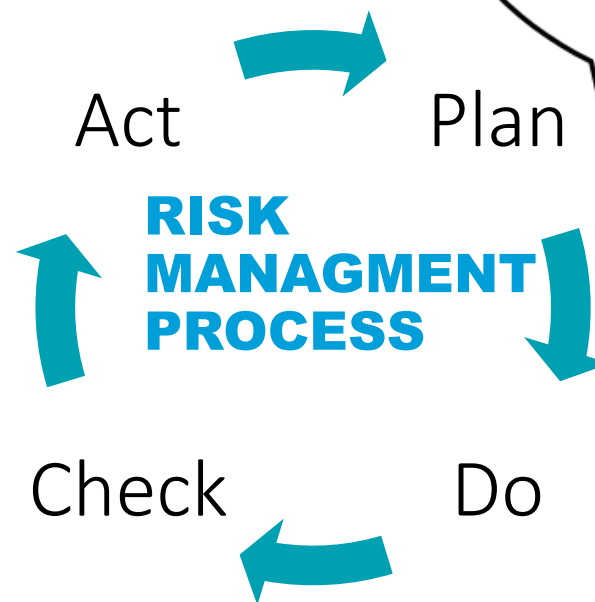 Act
Plan
RISK
MANAGMENT
PROCESS
Check
Do